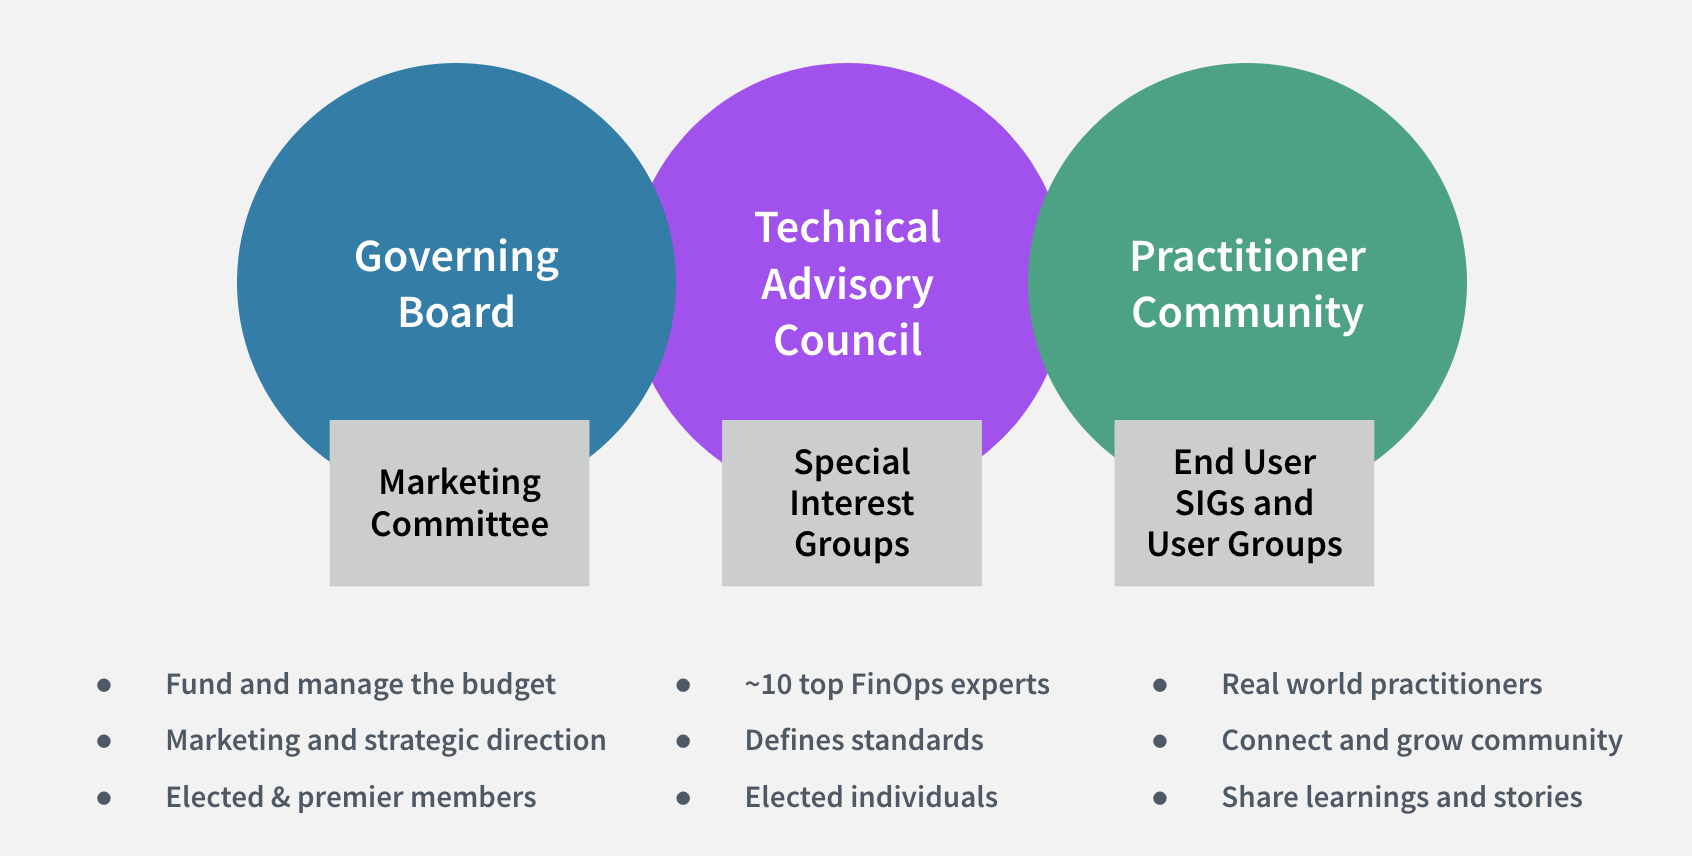 Governing
Board
Technical
Advisory
Council
Practitioner
Community
Marketing
Committee
Special
Interest
Groups
End User
SIGs and
User Groups
● Fund and manage the budget
● Marketing and strategic direction
● Elected & premier members
● ~10 top FinOps experts
● Defines standards
● Elected individuals
● Real world practitioners
● Connect and grow community
● Share learnings and stories